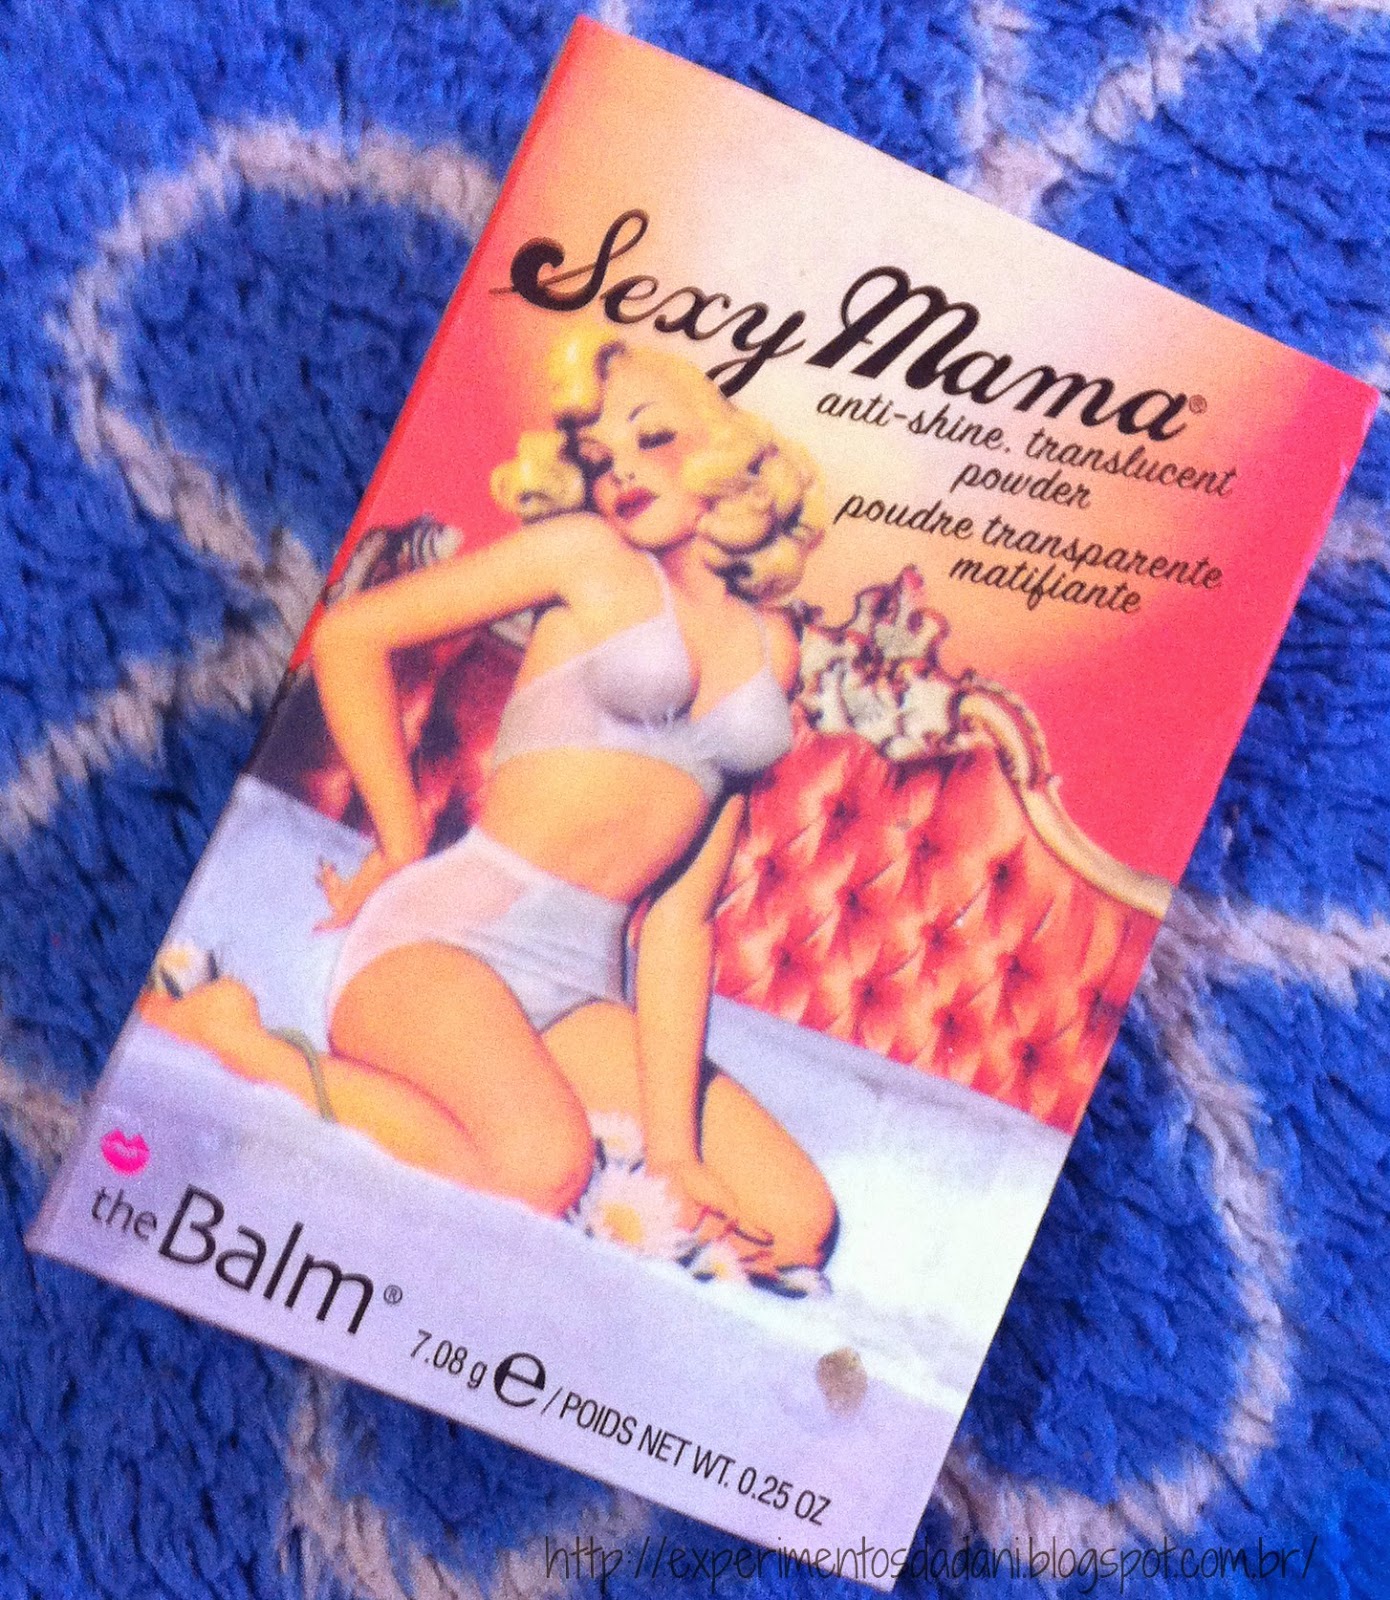 Sexy Mama®
anti-shine. translucent
powder
poudre transparente
matifiante
the Balm®
7.08 g e / POIDS NET WT. 0.25 OZ
http://experimentosdadani.blogspot.com.br/